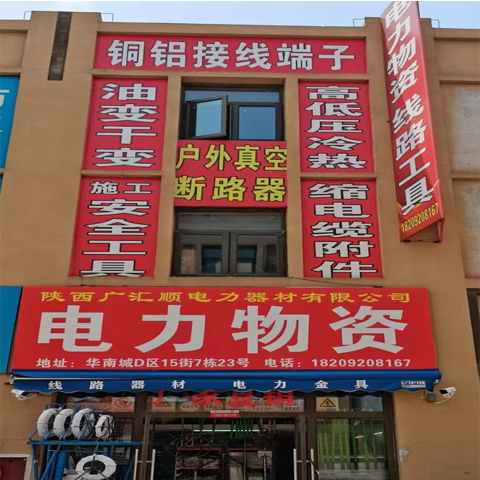 铜铝接线端子
油变干变
高低压冷热
户外真空
断路器
施工安全工具
缩电缆附件
电力物资线路工具
18209208167
陕西广汇顺电力器材有限公司
电力物资
地址：华南城D区15街7栋23号 电话：18209208167
线路器材 电力金具